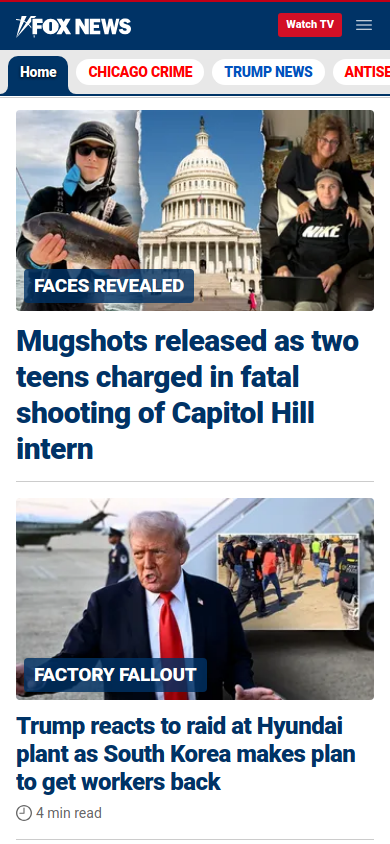 FOX NEWS
Watch TV
Home
CHICAGO CRIME
TRUMP NEWS
ANTISE
NIKE
FACES REVEALED
Mugshots released as two
teens charged in fatal
shooting of Capitol Hill
intern
FACTORY FALLOUT
Trump reacts to raid at Hyundai
plant as South Korea makes plan
to get workers back
4 min read